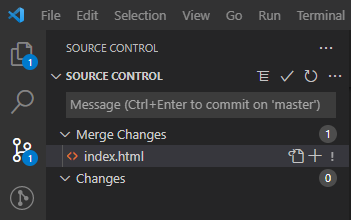 File Edit Selection View Go Run Terminal
SOURCE CONTROL
SOURCE CONTROL
Message (Ctrl+Enter to commit on 'master')
Merge Changes 1
index.html !
Changes 0
1
1